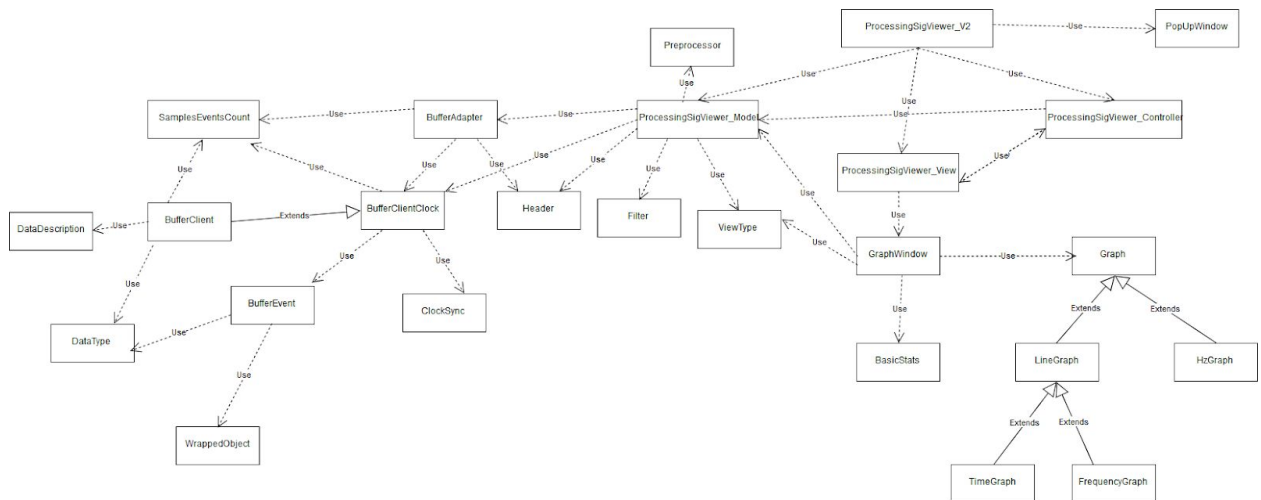 ProcessingSigViewer_V2
Use
PopUpWindow
Preprocessor
Use
Use
Use
Use
SamplesEventsCount
Use
BufferAdapter
Use
ProcessingSigViewer_Model
Use
ProcessingSigViewer_Controller
Use
Use
Use
Use
Use
Use
Use
Use
ProcessingSigViewer_View
Use
Use
DataDescription
Use
BufferClient
Extends
BufferClientClock
Header
Filter
ViewType
Use
Use
Use
GraphWindow
Use
Graph
Use
Use
Use
BufferEvent
ClockSync
Use
Extends
Extends
DataType
Use
BasicStats
LineGraph
HzGraph
Use
Extends
Extends
WrappedObject
TimeGraph
FrequencyGraph